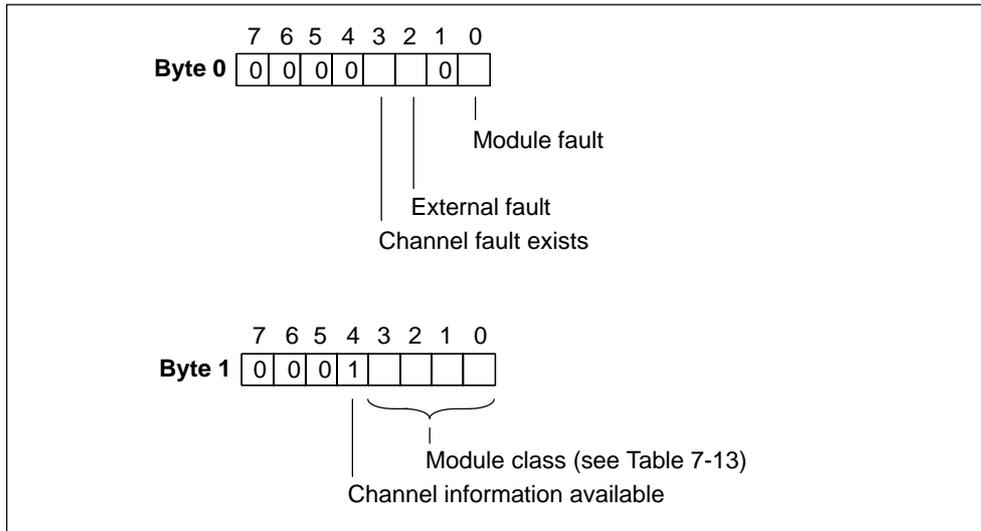 7 6 5 4 3 2 1 0
Byte 0 0 0 0 0 0
Module fault
External fault
Channel fault exists
7 6 5 4 3 2 1 0
Byte 1 0 0 0 1
Module class (see Table 7-13)
Channel information available